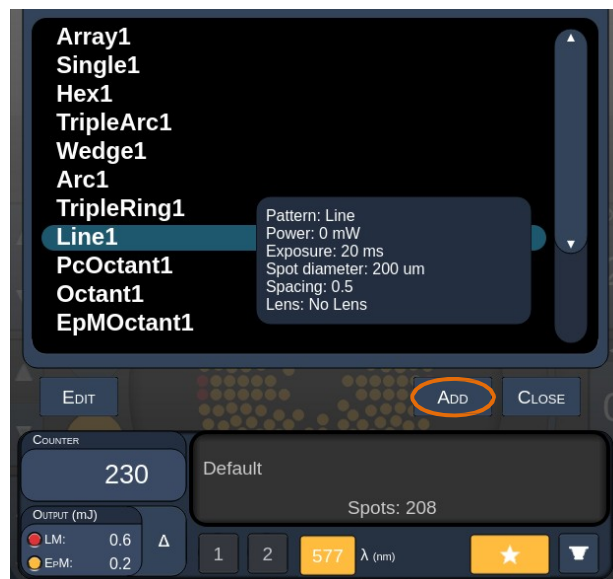 Array1
Single1
Hex1
TripleArc1
Wedge1
Arc1
TripleRing1
Line1
PcOctant1
Octant1
EpMOctant1
Pattern: Line
Power: 0 mW
Exposure: 20 ms
Spot diameter: 200 um
Spacing: 0.5
Lens: No Lens
EDIT
ADD
CLOSE
COUNTER
230
Default
Spots: 208
OUTPUT (mJ)
LM: 0.6
EPM: 0.2
Δ
1 2 577 λ (nm)